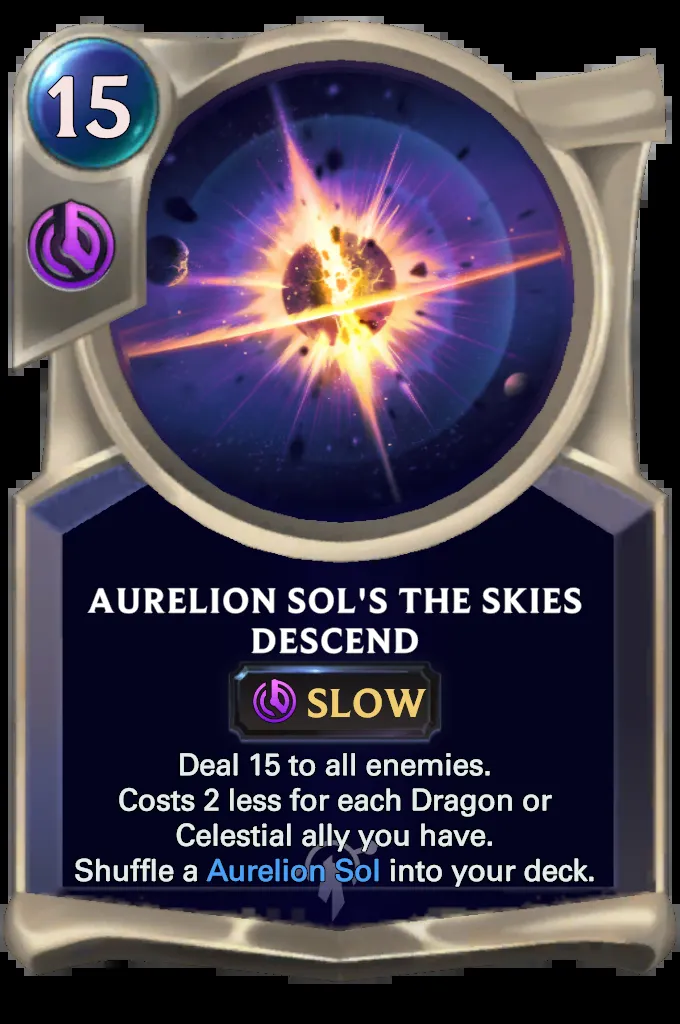 15
AURELION SOL'S THE SKIES
DESCEND
SLOW
Deal 15 to all enemies.
Costs 2 less for each Dragon or
Celestial ally you have.
Shuffle a Aurelion Sol into your deck.